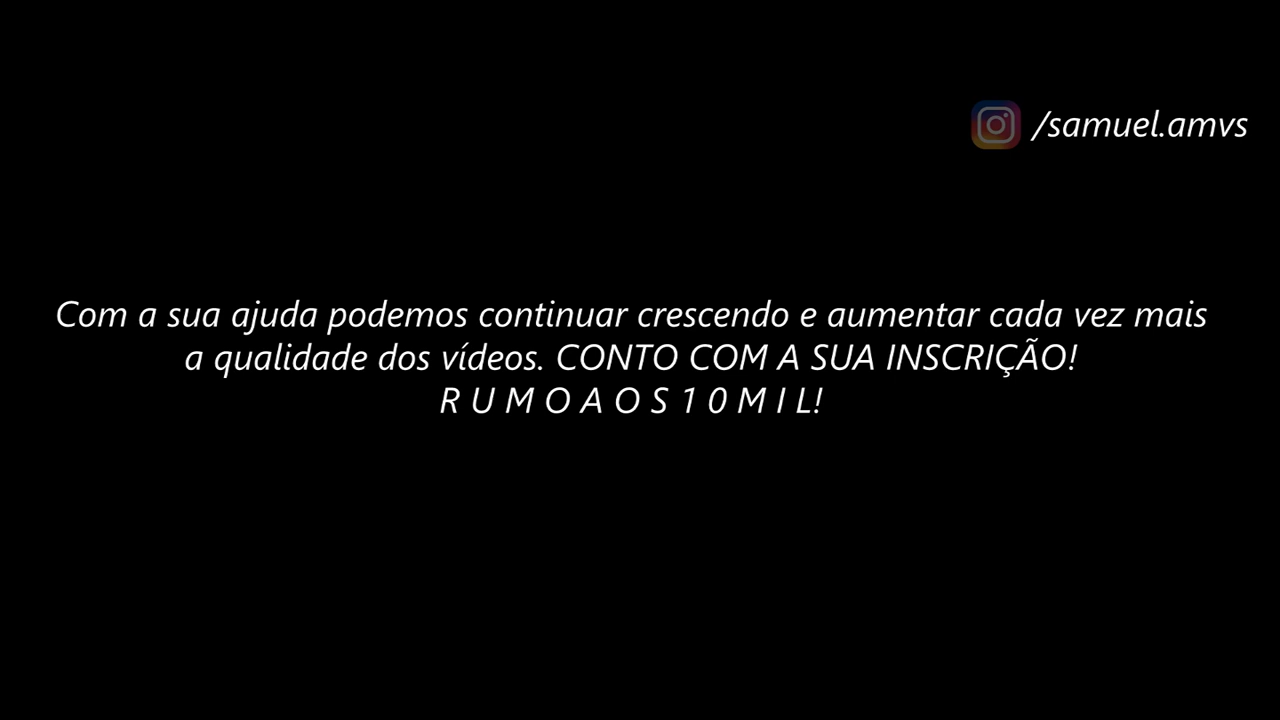 /samuel.amvs
Com a sua ajuda podemos continuar crescendo e aumentar cada vez mais
a qualidade dos vídeos. CONTO COM A SUA INSCRIÇÃO!
R U M O A O S 1 0 M I L!